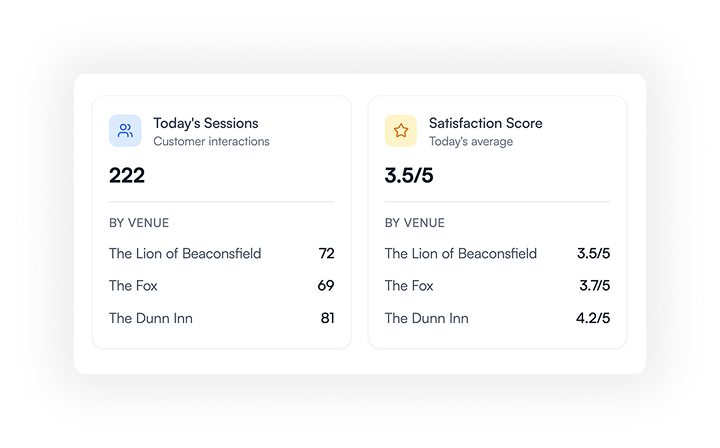 Today's Sessions
Customer interactions
222
BY VENUE
The Lion of Beaconsfield 72
The Fox 69
The Dunn Inn 81
Satisfaction Score
Today's average
3.5/5
BY VENUE
The Lion of Beaconsfield 3.5/5
The Fox 3.7/5
The Dunn Inn 4.2/5